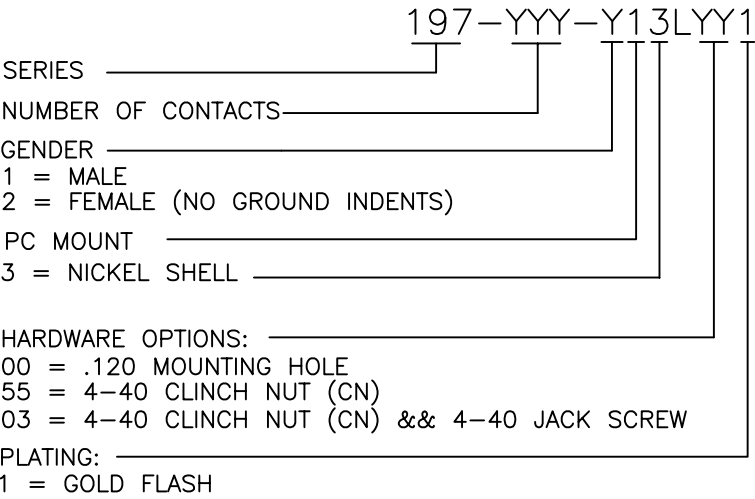 197-YYY-Y13LYY1
SERIES
NUMBER OF CONTACTS
GENDER
1 = MALE
2 = FEMALE (NO GROUND INDENTS)
PC MOUNT
3 = NICKEL SHELL
HARDWARE OPTIONS:
00 = .120 MOUNTING HOLE
55 = 4-40 CLINCH NUT (CN)
03 = 4-40 CLINCH NUT (CN) && 4-40 JACK SCREW
PLATING:
1 = GOLD FLASH